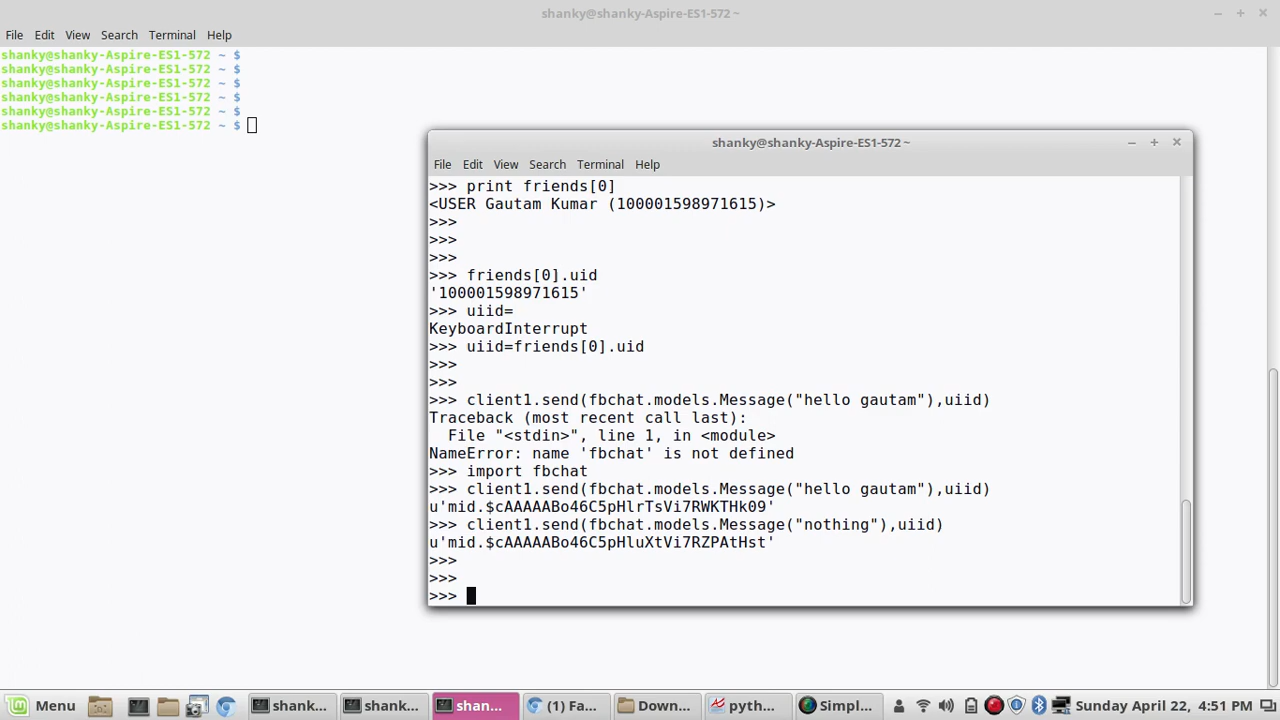 shanky@shanky-Aspire-ES1-572 ~
File Edit View Search Terminal Help
shanky@shanky-Aspire-ES1-572 ~ $
shanky@shanky-Aspire-ES1-572 ~ $
shanky@shanky-Aspire-ES1-572 ~ $
shanky@shanky-Aspire-ES1-572 ~ $
shanky@shanky-Aspire-ES1-572 ~ $
shanky@shanky-Aspire-ES1-572 ~ $
shanky@shanky-Aspire-ES1-572 ~
File Edit View Search Terminal Help
>>> print friends[0]
<USER Gautam Kumar (100001598971615)>
>>>
>>>
>>>
>>> friends[0].uid
'100001598971615'
>>> uiid=
KeyboardInterrupt
>>> uiid=friends[0].uid
>>>
>>>
>>> client1.send(fbchat.models.Message("hello gautam"),uiid)
Traceback (most recent call last):
  File "<stdin>", line 1, in <module>
NameError: name 'fbchat' is not defined
>>> import fbchat
>>> client1.send(fbchat.models.Message("hello gautam"),uiid)
u'mid.$cAAAAABo46C5pHlrTsVi7RWKTHk09'
>>> client1.send(fbchat.models.Message("nothing"),uiid)
u'mid.$cAAAAABo46C5pHluXtVi7RZPAtHst'
>>>
>>>
>>>
Menu shank... shank... shan... (1) Fa... Down... pyth... Simpl... Sunday April 22, 4:51 PM